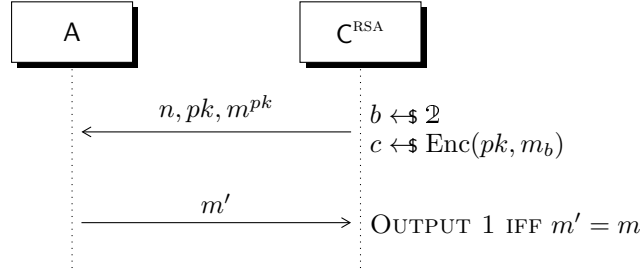 A
C^RSA
n, pk, m^{pk}
b ←$ 𝟚
c ←$ Enc(pk, m_b)
m′
OUTPUT 1 IFF m′ = m